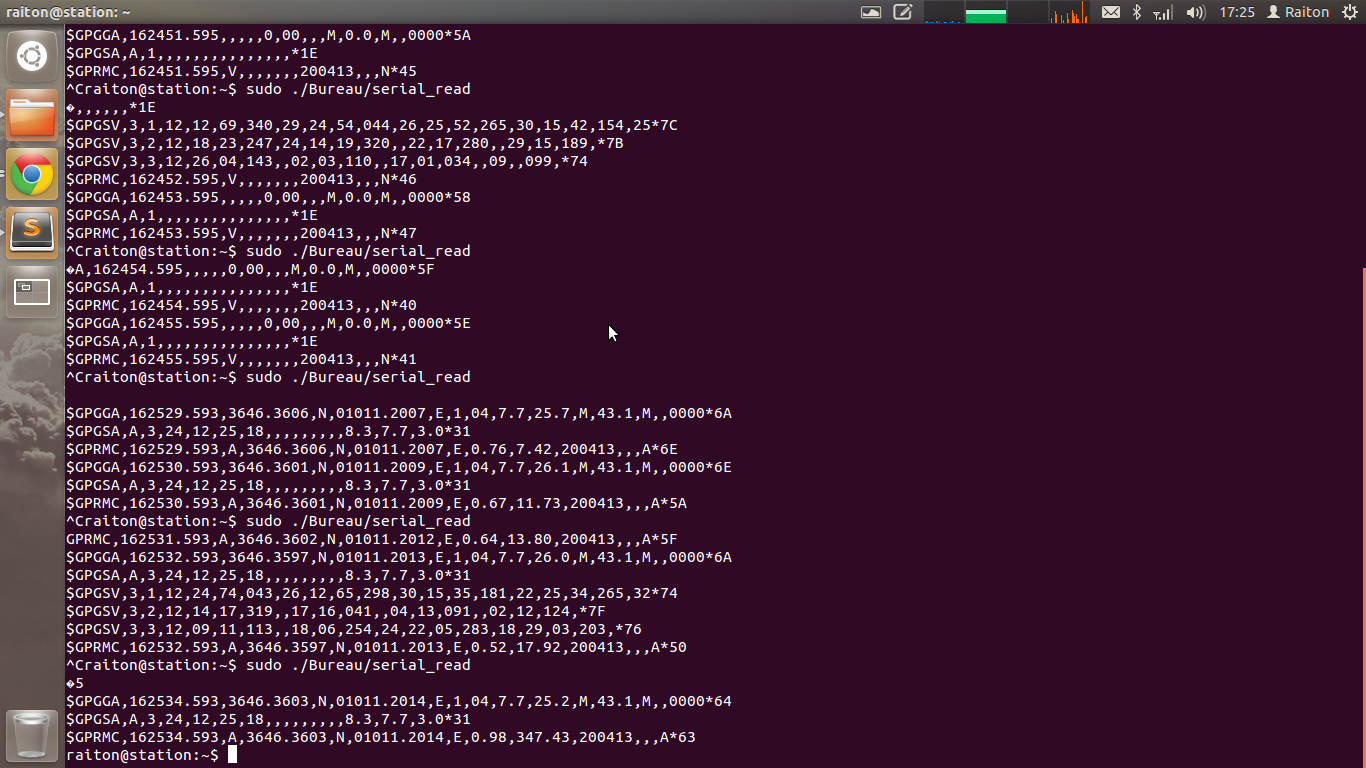 raiton@station: ~
17:25
Raiton
$GPGGA,162451.595,,,,,0,00,,,M,0.0,M,,0000*5A
$GPGSA,A,1,,,,,,,,,,,,,,,*1E
$GPRMC,162451.595,V,,,,,,,200413,,,N*45
^Craiton@station:~$ sudo ./Bureau/serial_read
�,,,,,,*1E
$GPGSV,3,1,12,12,69,340,29,24,54,044,26,25,52,265,30,15,42,154,25*7C
$GPGSV,3,2,12,18,23,247,24,14,19,320,,22,17,280,,29,15,189,*7B
$GPGSV,3,3,12,26,04,143,,02,03,110,,17,01,034,,09,,099,*74
$GPRMC,162452.595,V,,,,,,,200413,,,N*46
$GPGGA,162453.595,,,,,0,00,,,M,0.0,M,,0000*58
$GPGSA,A,1,,,,,,,,,,,,,,,*1E
$GPRMC,162453.595,V,,,,,,,200413,,,N*47
^Craiton@station:~$ sudo ./Bureau/serial_read
�A,162454.595,,,,,0,00,,,M,0.0,M,,0000*5F
$GPGSA,A,1,,,,,,,,,,,,,,,*1E
$GPRMC,162454.595,V,,,,,,,200413,,,N*40
$GPGGA,162455.595,,,,,0,00,,,M,0.0,M,,0000*5E
$GPGSA,A,1,,,,,,,,,,,,,,,*1E
$GPRMC,162455.595,V,,,,,,,200413,,,N*41
^Craiton@station:~$ sudo ./Bureau/serial_read
$GPGGA,162529.593,3646.3606,N,01011.2007,E,1,04,7.7,25.7,M,43.1,M,,0000*6A
$GPGSA,A,3,24,12,25,18,,,,,,,,,8.3,7.7,3.0*31
$GPRMC,162529.593,A,3646.3606,N,01011.2007,E,0.76,7.42,200413,,,A*6E
$GPGGA,162530.593,3646.3601,N,01011.2009,E,1,04,7.7,26.1,M,43.1,M,,0000*6E
$GPGSA,A,3,24,12,25,18,,,,,,,,,8.3,7.7,3.0*31
$GPRMC,162530.593,A,3646.3601,N,01011.2009,E,0.67,11.73,200413,,,A*5A
^Craiton@station:~$ sudo ./Bureau/serial_read
GPRMC,162531.593,A,3646.3602,N,01011.2012,E,0.64,13.80,200413,,,A*5F
$GPGGA,162532.593,3646.3597,N,01011.2013,E,1,04,7.7,26.0,M,43.1,M,,0000*6A
$GPGSA,A,3,24,12,25,18,,,,,,,,,8.3,7.7,3.0*31
$GPGSV,3,1,12,24,74,043,26,12,65,298,30,15,35,181,22,25,34,265,32*74
$GPGSV,3,2,12,14,17,319,,17,16,041,,04,13,091,,02,12,124,*7F
$GPGSV,3,3,12,09,11,113,,18,06,254,24,22,05,283,18,29,03,203,*76
$GPRMC,162532.593,A,3646.3597,N,01011.2013,E,0.52,17.92,200413,,,A*50
^Craiton@station:~$ sudo ./Bureau/serial_read
�5
$GPGGA,162534.593,3646.3603,N,01011.2014,E,1,04,7.7,25.2,M,43.1,M,,0000*64
$GPGSA,A,3,24,12,25,18,,,,,,,,,8.3,7.7,3.0*31
$GPRMC,162534.593,A,3646.3603,N,01011.2014,E,0.98,347.43,200413,,,A*63
raiton@station:~$